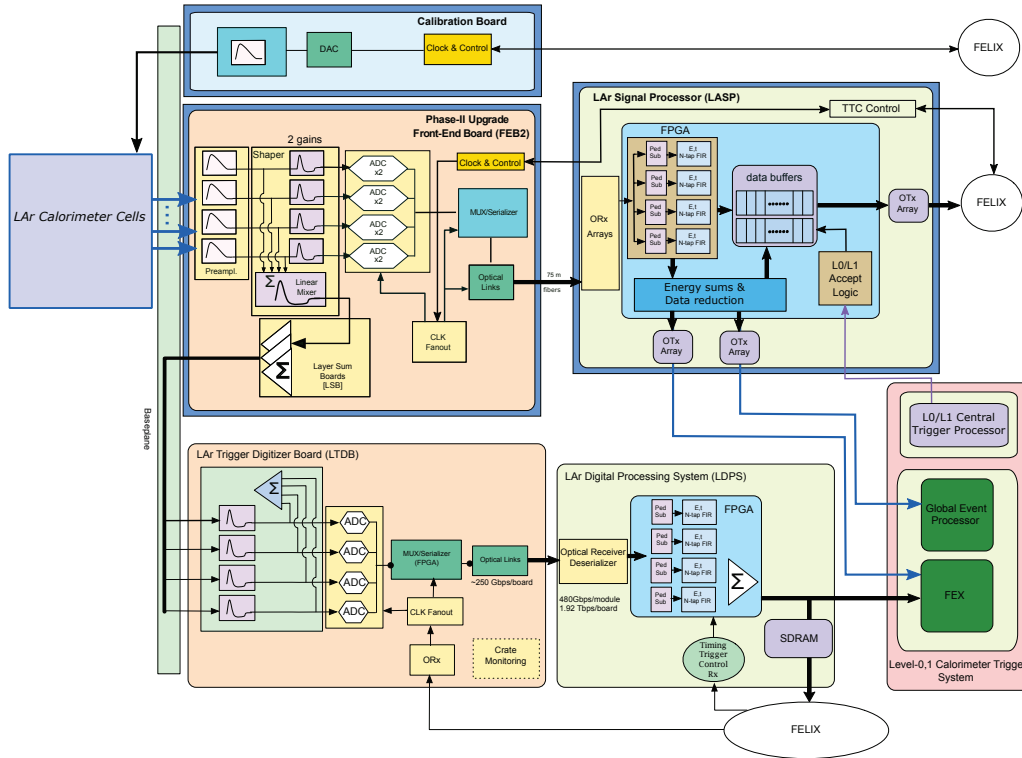 Calibration Board
DAC
Clock & Control
FELIX
LAr Calorimeter Cells
Baseplane
Phase-II Upgrade
Front-End Board (FEB2)
2 gains
Shaper
Preampl.
Σ
Linear
Mixer
ADC
x2
ADC
x2
ADC
x2
ADC
x2
Clock & Control
MUX/Serializer
Optical
Links
CLK
Fanout
Σ
Layer Sum
Boards
[LSB]
75 m
fibers
LAr Signal Processor (LASP)
TTC Control
FPGA
ORx
Arrays
Ped
Sub
E,t
N-tap FIR
Ped
Sub
E,t
N-tap FIR
Ped
Sub
E,t
N-tap FIR
Ped
Sub
E,t
N-tap FIR
data buffers
OTx
Array
FELIX
L0/L1
Accept
Logic
Energy sums &
Data reduction
OTx
Array
OTx
Array
L0/L1 Central
Trigger Processor
Global Event
Processor
FEX
Level-0,1 Calorimeter Trigger
System
LAr Trigger Digitizer Board (LTDB)
Σ
ADC
ADC
ADC
ADC
MUX/Serializer
(FPGA)
Optical Links
~250 Gbps/board
CLK Fanout
ORx
Crate
Monitoring
LAr Digital Processing System (LDPS)
Optical Receiver
Deserializer
480Gbps/module
1.92 Tbps/board
FPGA
Ped
Sub
E,t
N-tap FIR
Ped
Sub
E,t
N-tap FIR
Ped
Sub
E,t
N-tap FIR
Ped
Sub
E,t
N-tap FIR
Σ
Timing
Trigger
Control
Rx
SDRAM
FELIX